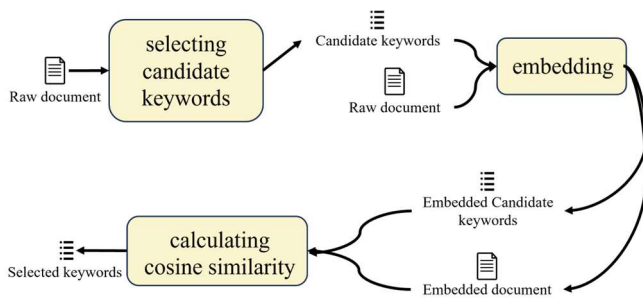 selecting
candidate
keywords
Raw document
Candidate keywords
Raw document
embedding
Embedded Candidate
keywords
Embedded document
calculating
cosine similarity
Selected keywords